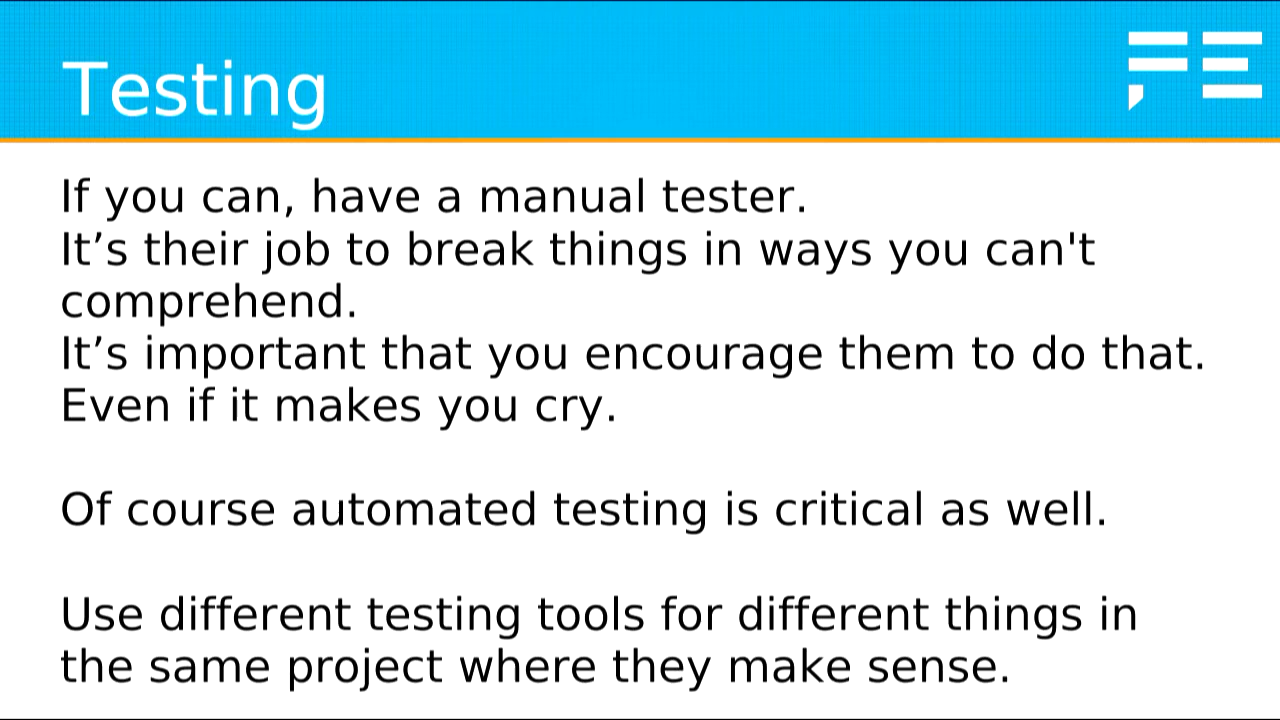 Testing
If you can, have a manual tester.
It’s their job to break things in ways you can't
comprehend.
It’s important that you encourage them to do that.
Even if it makes you cry.
Of course automated testing is critical as well.
Use different testing tools for different things in
the same project where they make sense.